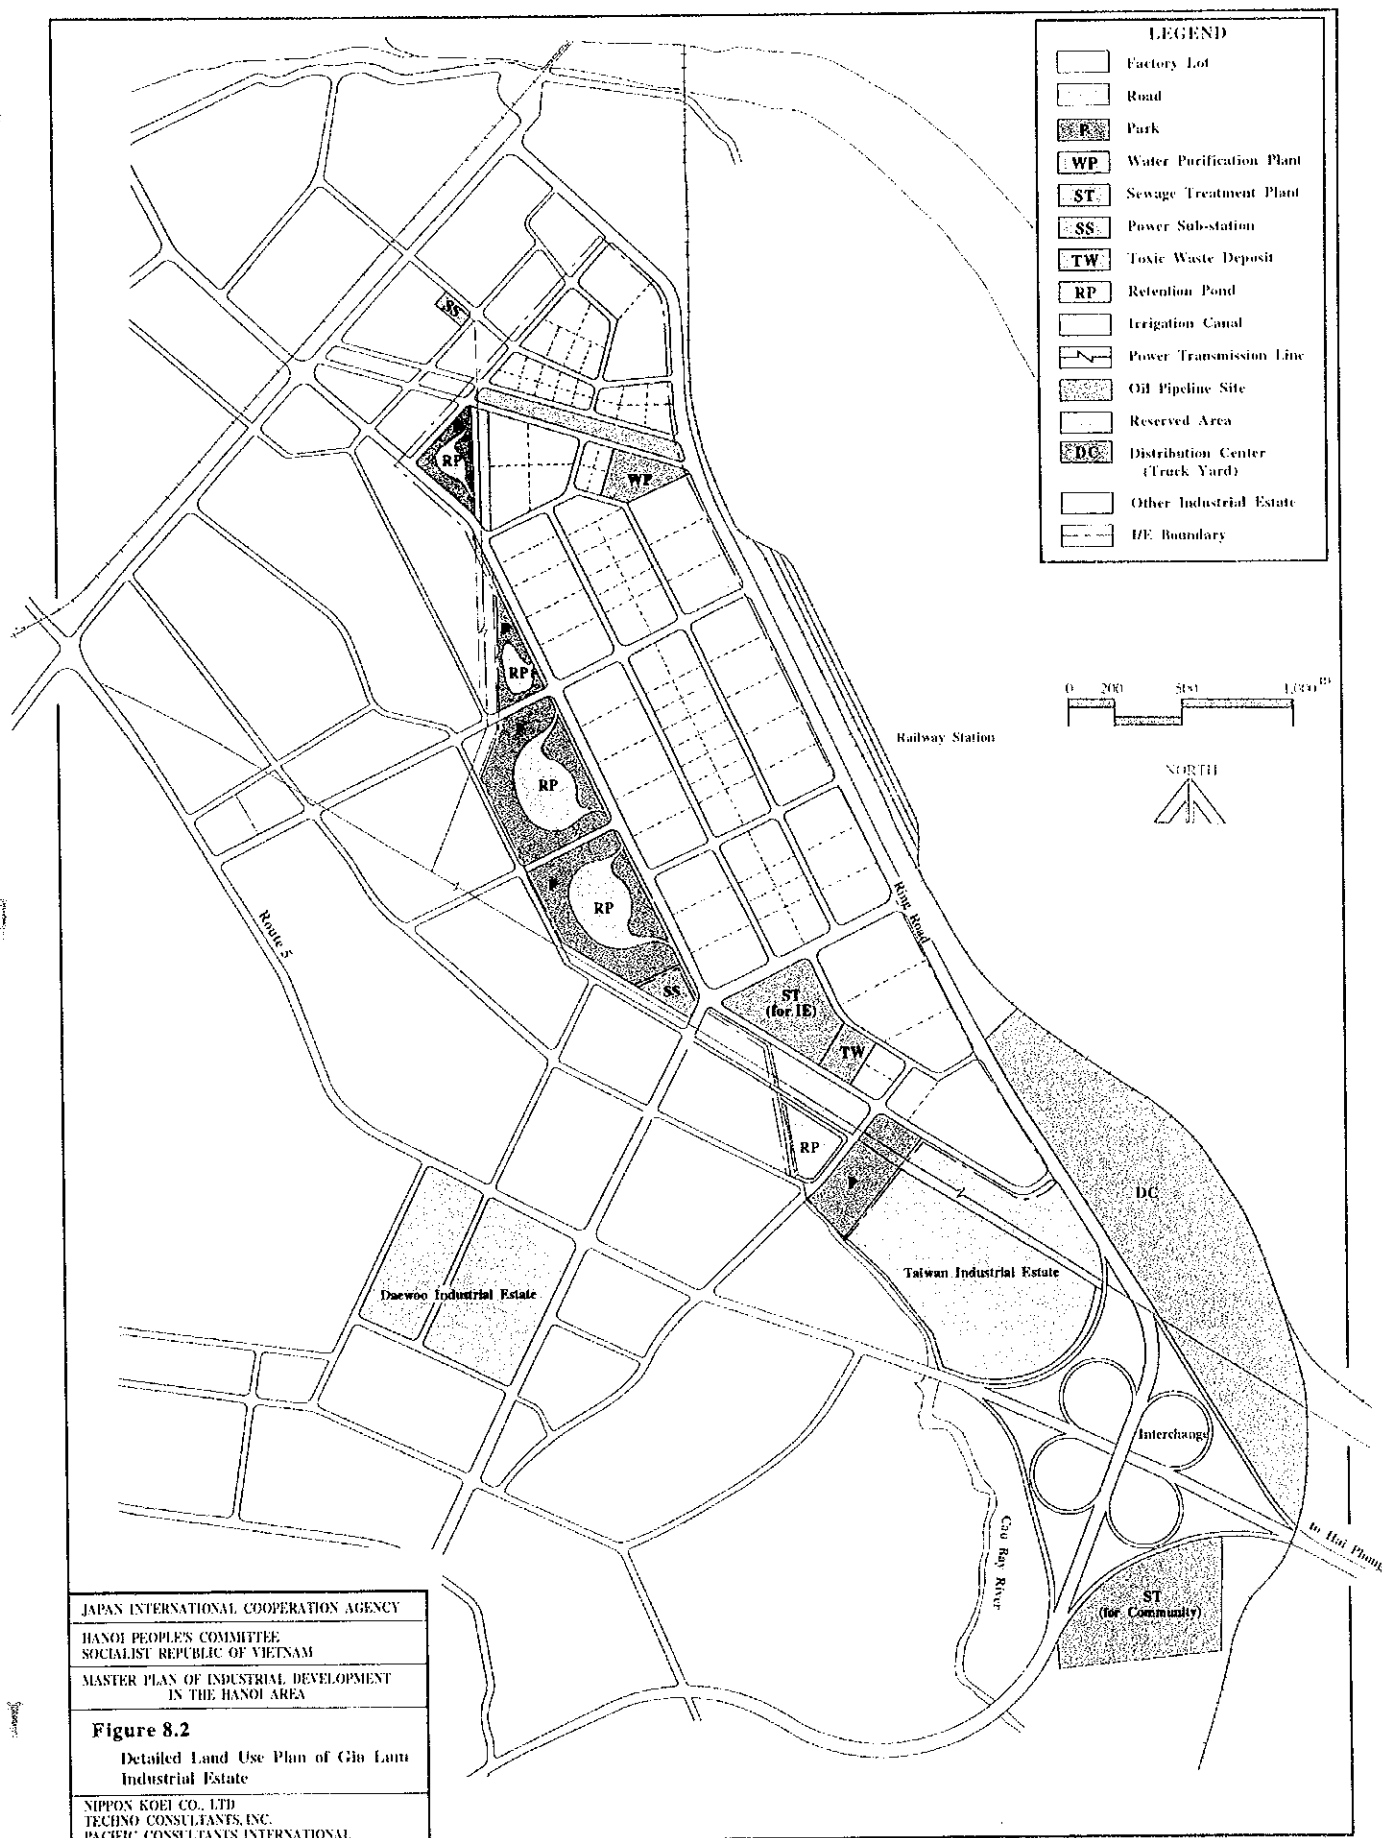 LEGEND
Factory Lot
Road
P Park
WP Water Purification Plant
ST Sewage Treatment Plant
SS Power Sub-station
TW Toxic Waste Deposit
RP Retention Pond
Irrigation Canal
Power Transmission Line
Oil Pipeline Site
Reserved Area
DC Distribution Center
(Truck Yard)
Other Industrial Estate
I/E Boundary
0 200 500 1,000 m
NORTH
SS
RP
WP
P
RP
Railway Station
P
RP
P
RP
Ring Road
Route 5
SS
ST
(for IE)
TW
RP
P
DC
Taiwan Industrial Estate
Daewoo Industrial Estate
Interchange
to Hai Phong
Cau Bay River
ST
(for Community)
JAPAN INTERNATIONAL COOPERATION AGENCY
HANOI PEOPLE'S COMMITTEE
SOCIALIST REPUBLIC OF VIETNAM
MASTER PLAN OF INDUSTRIAL DEVELOPMENT
IN THE HANOI AREA
Figure 8.2
Detailed Land Use Plan of Gia Lam
Industrial Estate
NIPPON KOEI CO., LTD
TECHNO CONSULTANTS, INC.
PACIFIC CONSULTANTS INTERNATIONAL